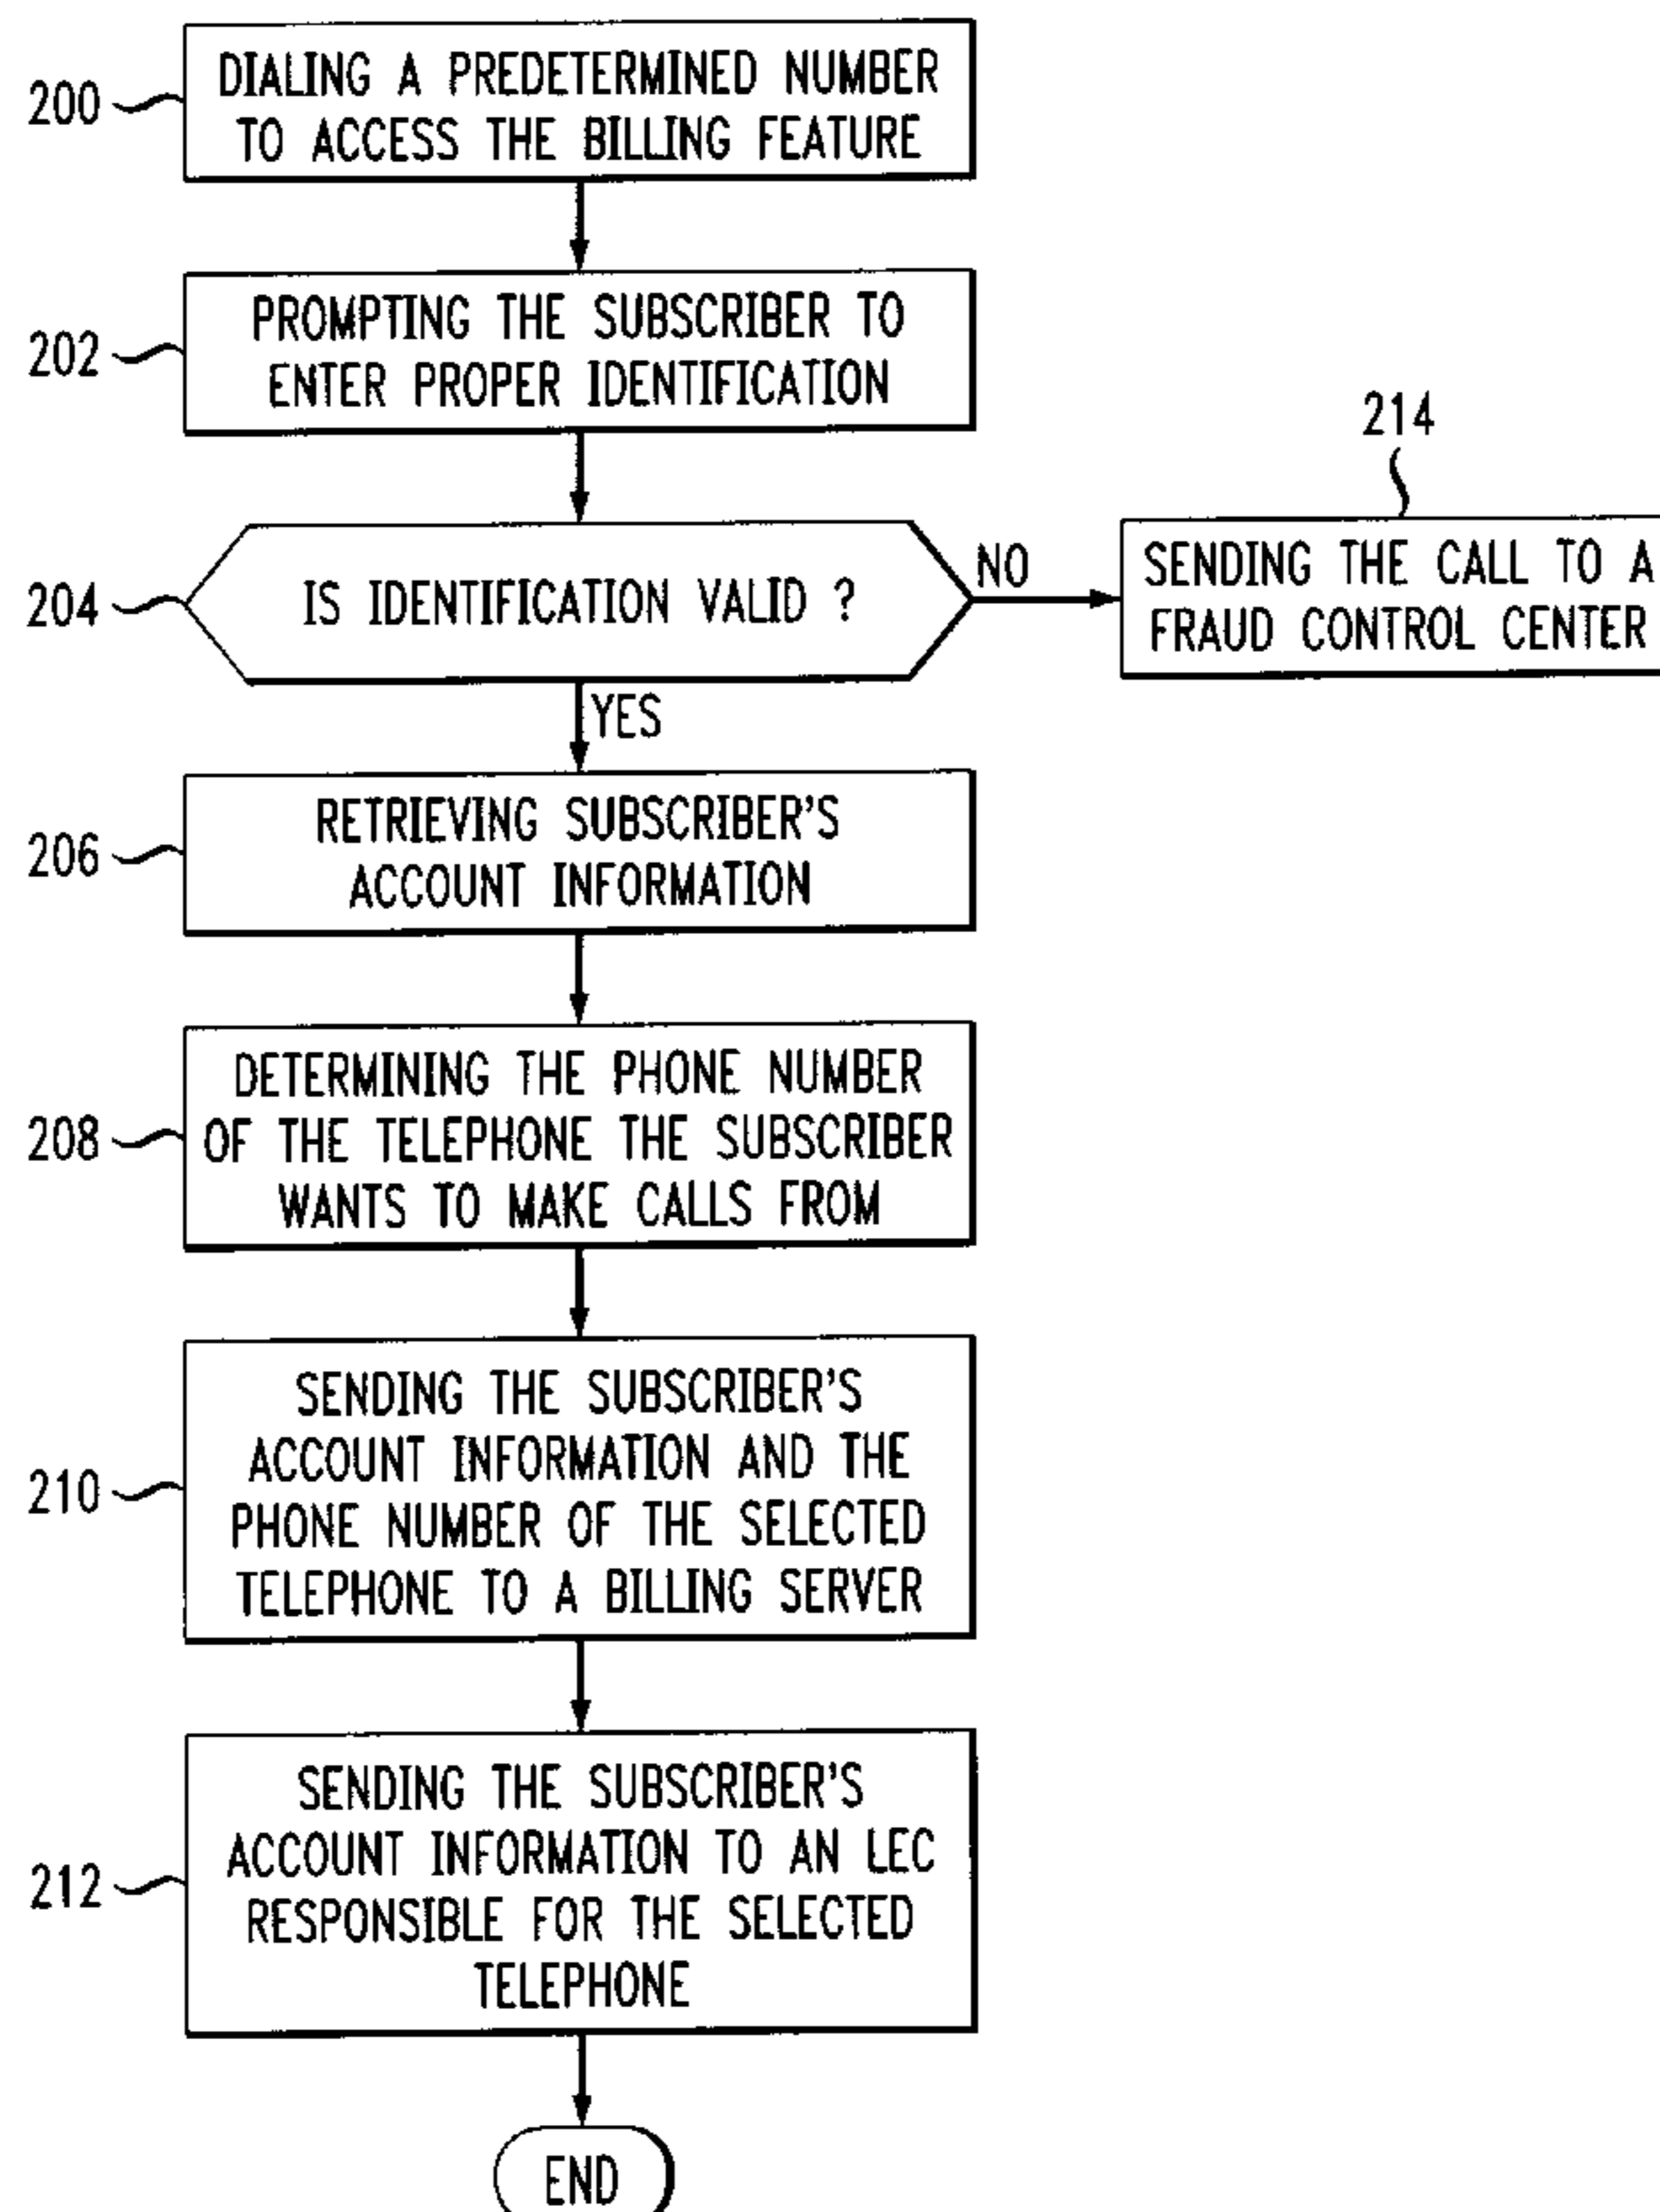 200
DIALING A PREDETERMINED NUMBER
TO ACCESS THE BILLING FEATURE
202
PROMPTING THE SUBSCRIBER TO
ENTER PROPER IDENTIFICATION
204
IS IDENTIFICATION VALID ?
NO
214
SENDING THE CALL TO A
FRAUD CONTROL CENTER
YES
206
RETRIEVING SUBSCRIBER'S
ACCOUNT INFORMATION
208
DETERMINING THE PHONE NUMBER
OF THE TELEPHONE THE SUBSCRIBER
WANTS TO MAKE CALLS FROM
210
SENDING THE SUBSCRIBER'S
ACCOUNT INFORMATION AND THE
PHONE NUMBER OF THE SELECTED
TELEPHONE TO A BILLING SERVER
212
SENDING THE SUBSCRIBER'S
ACCOUNT INFORMATION TO AN LEC
RESPONSIBLE FOR THE SELECTED
TELEPHONE
END